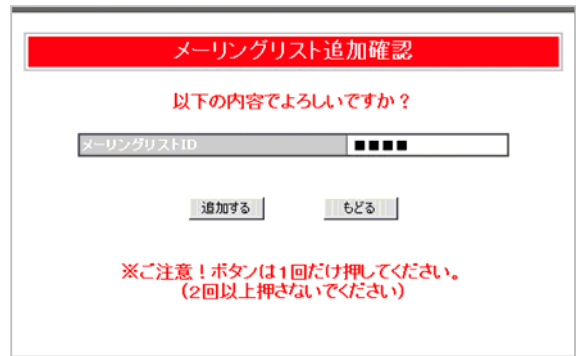 メーリングリスト追加確認
以下の内容でよろしいですか？
メーリングリストID ■■■■
追加する もどる
※ご注意！ボタンは1回だけ押してください。
(2回以上押さないでください)